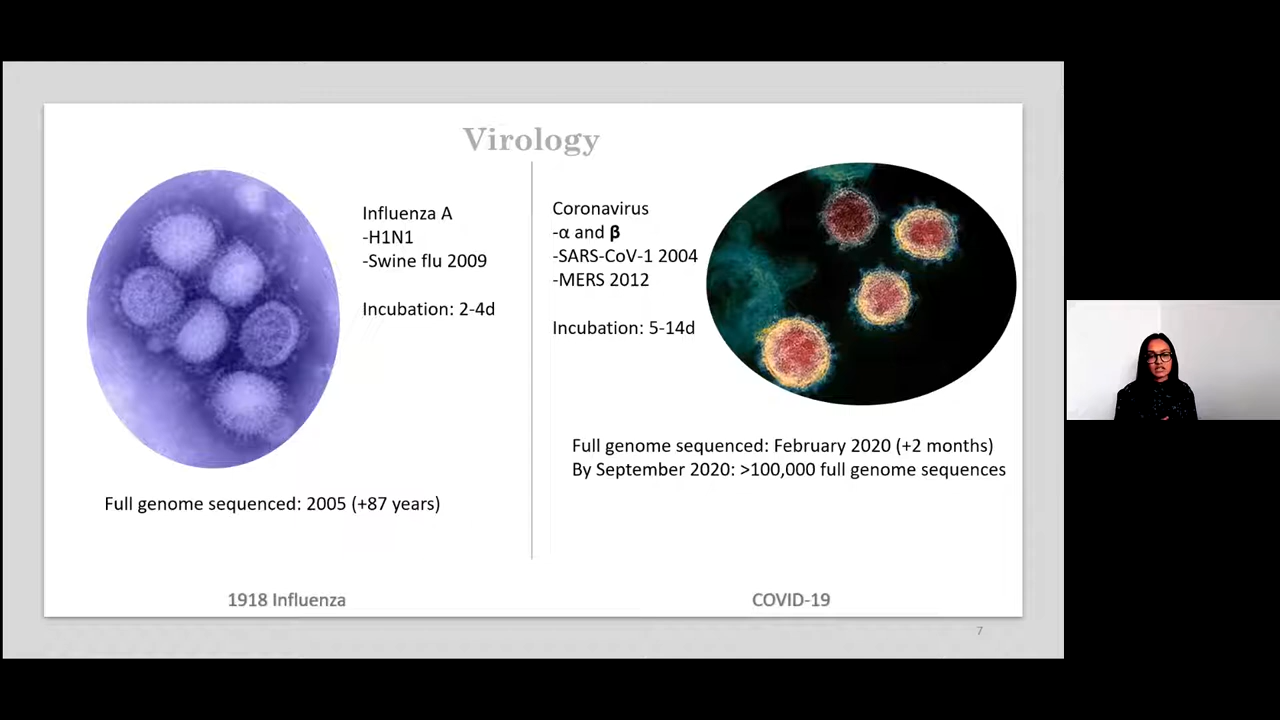 Virology
Influenza A
-H1N1
-Swine flu 2009
Incubation: 2-4d
Full genome sequenced: 2005 (+87 years)
1918 Influenza
Coronavirus
-α and β
-SARS-CoV-1 2004
-MERS 2012
Incubation: 5-14d
Full genome sequenced: February 2020 (+2 months)
By September 2020: >100,000 full genome sequences
COVID-19
7